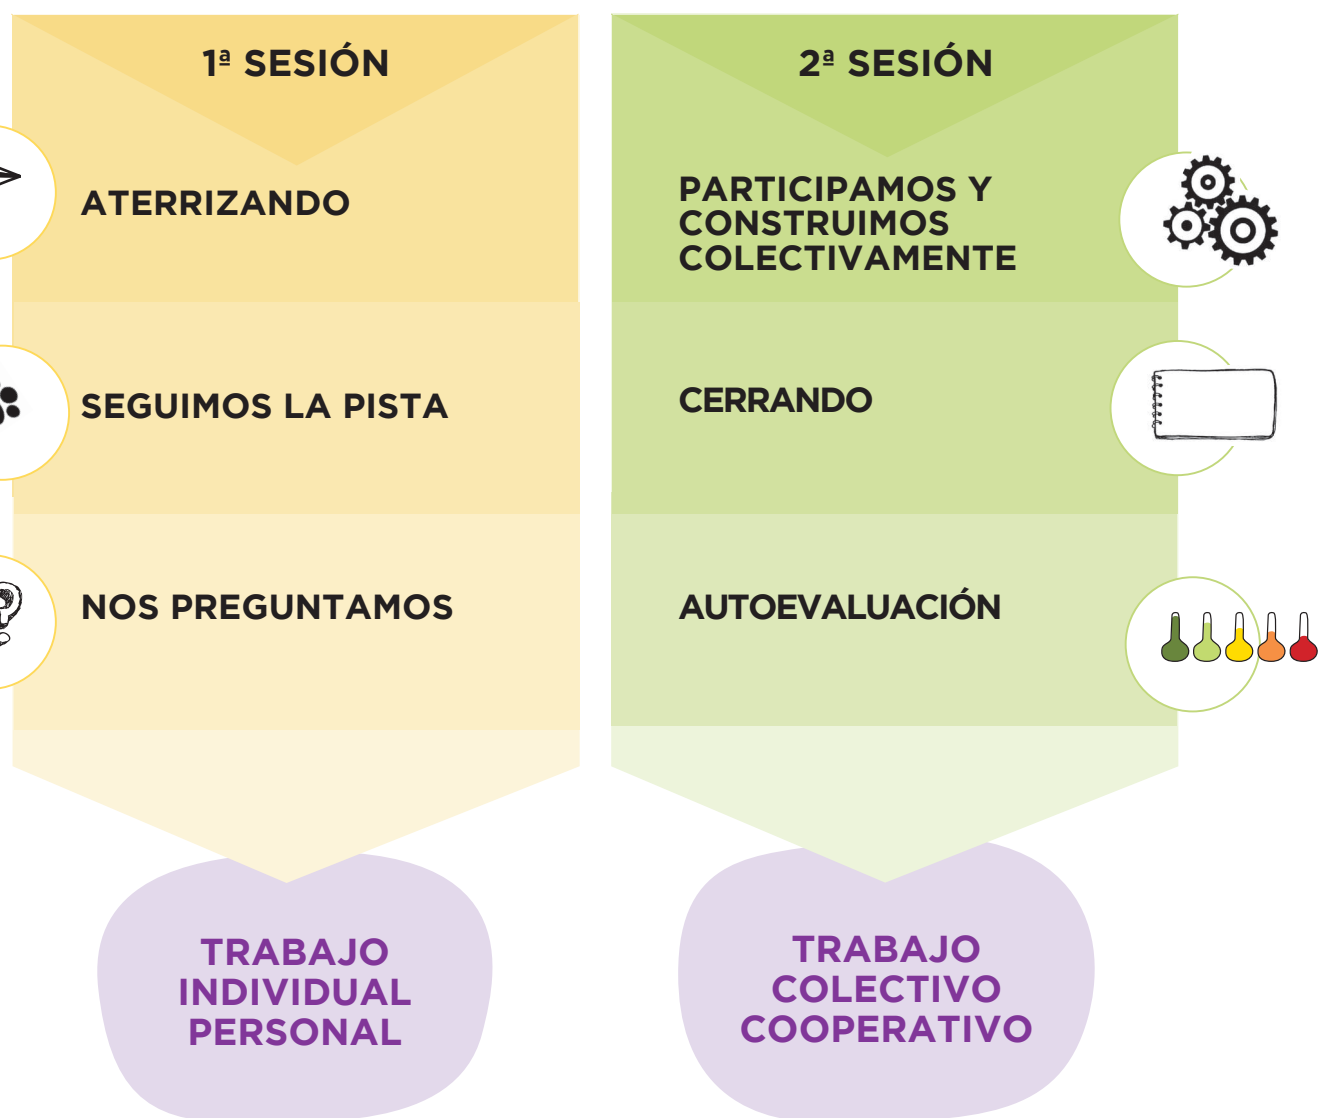 1ª SESIÓN
ATERRIZANDO
SEGUIMOS LA PISTA
NOS PREGUNTAMOS
TRABAJO
INDIVIDUAL
PERSONAL
2ª SESIÓN
PARTICIPAMOS Y
CONSTRUIMOS
COLECTIVAMENTE
CERRANDO
AUTOEVALUACIÓN
TRABAJO
COLECTIVO
COOPERATIVO